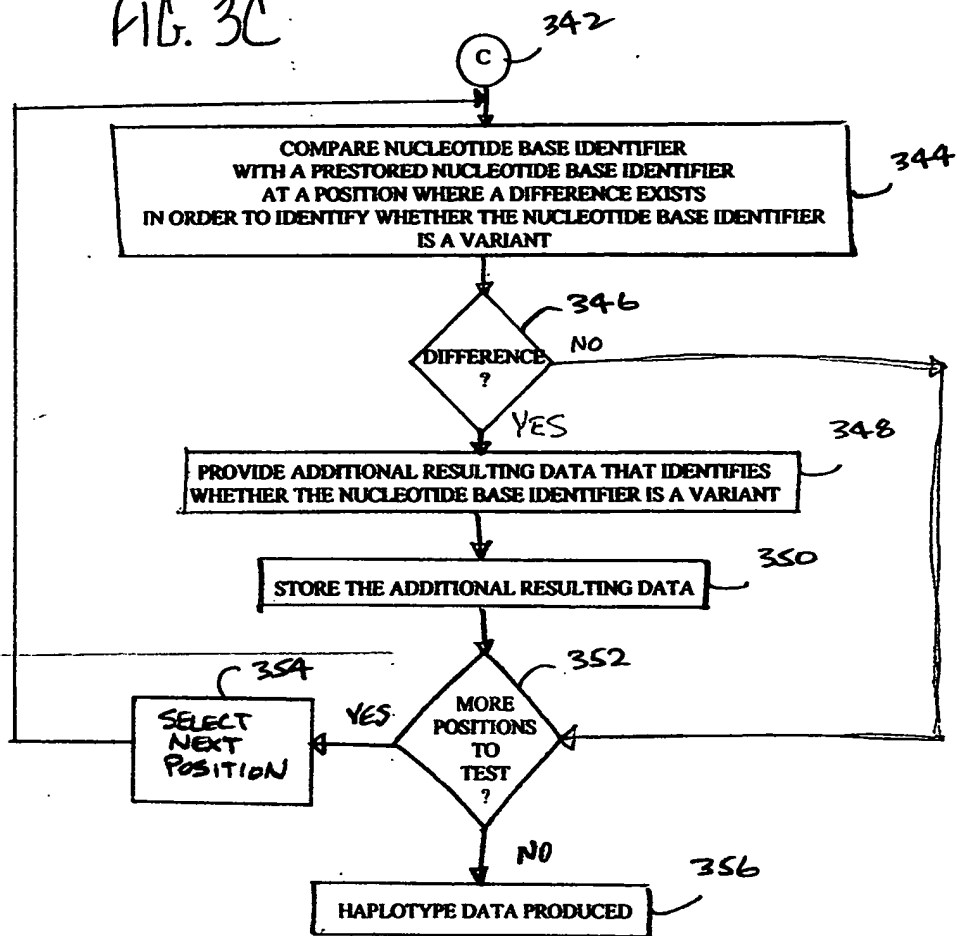 FIG. 3C
C
342
COMPARE NUCLEOTIDE BASE IDENTIFIER
WITH A PRESTORED NUCLEOTIDE BASE IDENTIFIER
AT A POSITION WHERE A DIFFERENCE EXISTS
IN ORDER TO IDENTIFY WHETHER THE NUCLEOTIDE BASE IDENTIFIER
IS A VARIANT
344
346
DIFFERENCE
?
NO
YES
348
PROVIDE ADDITIONAL RESULTING DATA THAT IDENTIFIES
WHETHER THE NUCLEOTIDE BASE IDENTIFIER IS A VARIANT
350
STORE THE ADDITIONAL RESULTING DATA
352
354
MORE
POSITIONS
TO
TEST
?
YES
SELECT
NEXT
POSITION
NO
356
HAPLOTYPE DATA PRODUCED